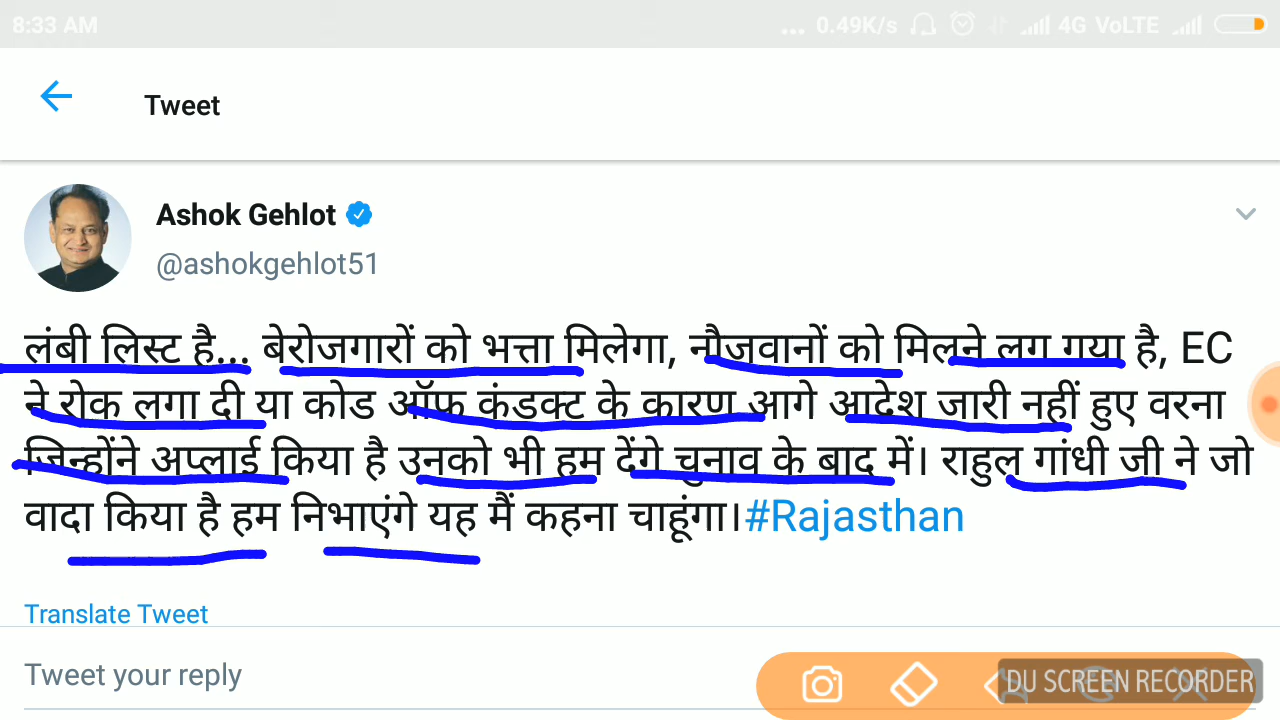 8:33 AM ... 0.49K/s 4G VoLTE
Tweet
Ashok Gehlot
@ashokgehlot51
लंबी लिस्ट है... बेरोजगारों को भत्ता मिलेगा, नौजवानों को मिलने लग गया है, EC
ने रोक लगा दी या कोड ऑफ कंडक्ट के कारण आगे आदेश जारी नहीं हुए वरना
जिन्होंने अप्लाई किया है उनको भी हम देंगे चुनाव के बाद में। राहुल गांधी जी ने जो
वादा किया है हम निभाएंगे यह मैं कहना चाहूंगा।#Rajasthan
Translate Tweet
Tweet your reply
DU SCREEN RECORDER